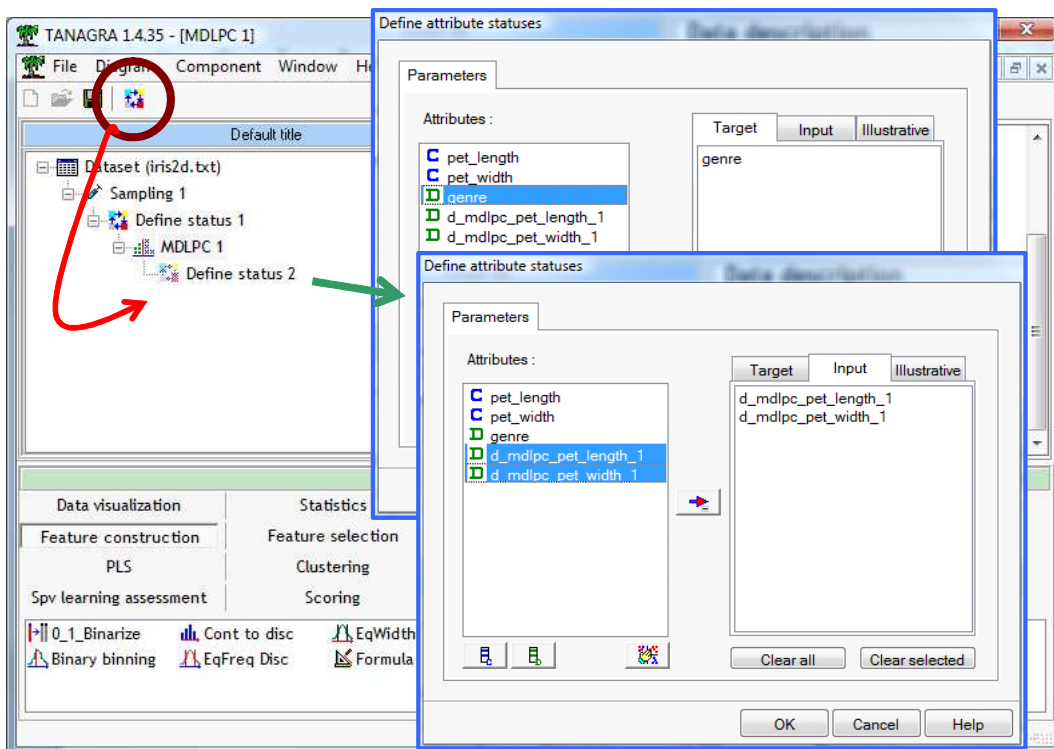 TANAGRA 1.4.35 - [MDLPC 1]
File Component Window
Default title
Dataset (iris2d.txt)
Sampling 1
Define status 1
MDLPC 1
Define status 2
Data visualization Statistics
Feature construction Feature selection
PLS Clustering
Spv learning assessment Scoring
0_1_Binarize Cont to disc EqWidth
Binary binning EqFreq Disc Formula
Define attribute statuses
Data description
Parameters
Attributes :
pet_length
pet_width
genre
d_mdlpc_pet_length_1
d_mdlpc_pet_width_1
Target Input Illustrative
genre
Define attribute statuses
Data description
Parameters
Attributes :
pet_length
pet_width
genre
d_mdlpc_pet_length_1
d_mdlpc_pet_width_1
Target Input Illustrative
d_mdlpc_pet_length_1
d_mdlpc_pet_width_1
Clear all Clear selected
OK Cancel Help